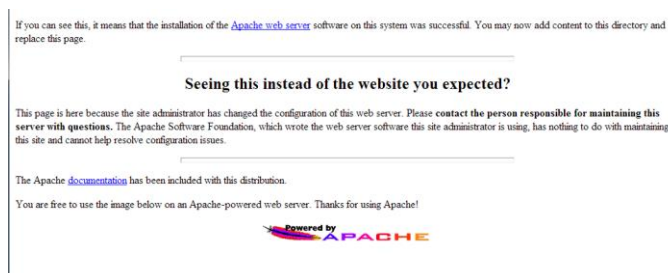 If you can see this, it means that the installation of the Apache web server software on this system was successful. You may now add content to this directory and
replace this page.
Seeing this instead of the website you expected?
This page is here because the site administrator has changed the configuration of this web server. Please contact the person responsible for maintaining this
server with questions. The Apache Software Foundation, which wrote the web server software this site administrator is using, has nothing to do with maintaining
this site and cannot help resolve configuration issues.
The Apache documentation has been included with this distribution.
You are free to use the image below on an Apache-powered web server. Thanks for using Apache!
Powered by
APACHE